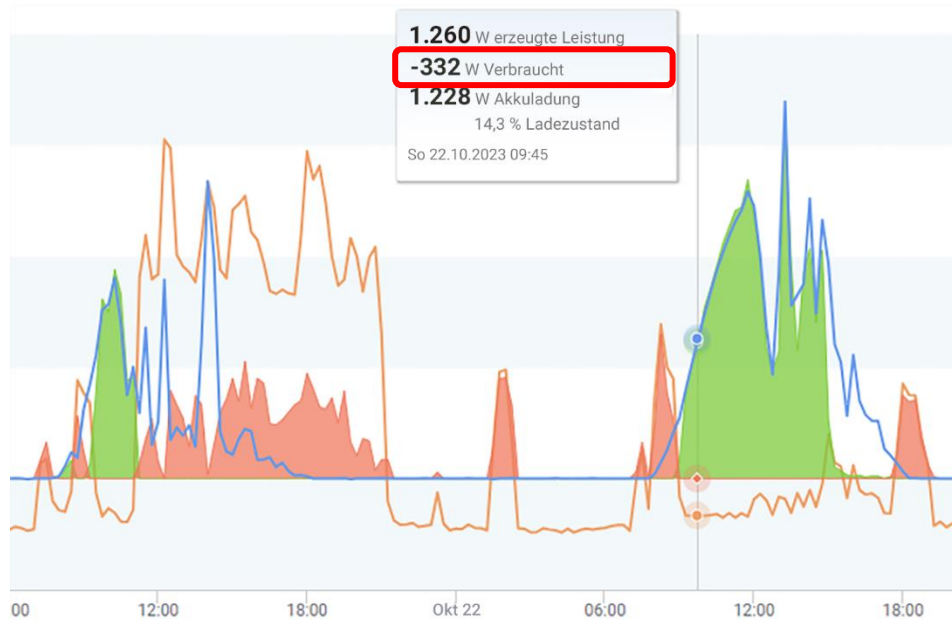 1.260 W erzeugte Leistung
-332 W Verbraucht
1.228 W Akkuladung
14,3 % Ladezustand
So 22.10.2023 09:45
00 12:00 18:00 Okt 22 06:00 12:00 18:00